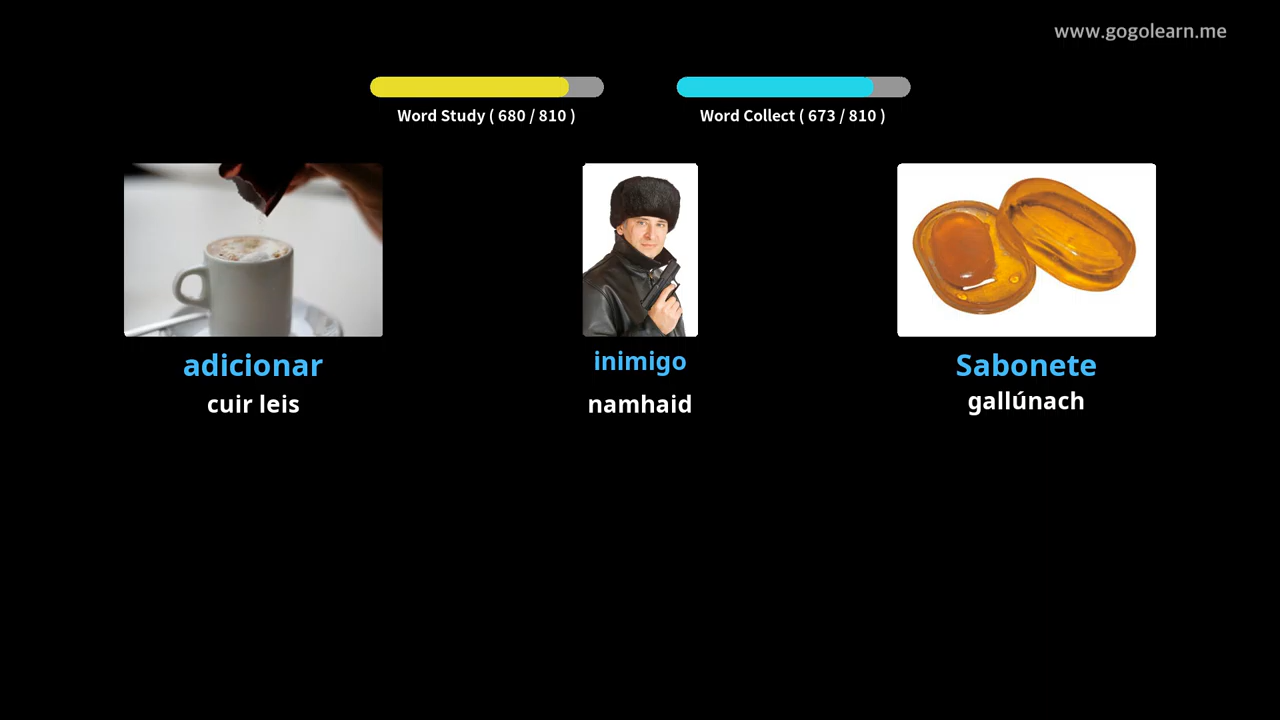 www.gogolearn.me
Word Study ( 680 / 810 )
Word Collect ( 673 / 810 )
adicionar
cuir leis
inimigo
namhaid
Sabonete
gallúnach